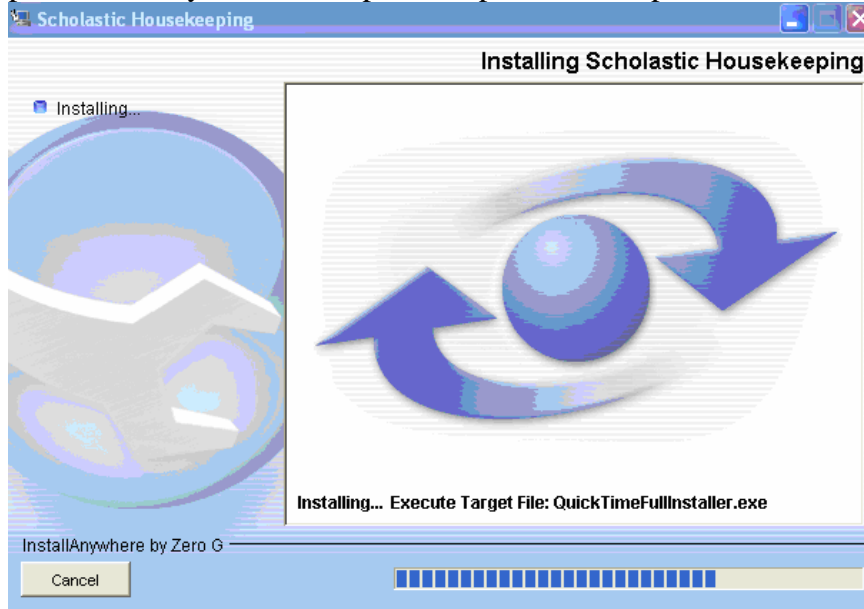 Scholastic Housekeeping
Installing Scholastic Housekeeping
Installing...
Installing... Execute Target File: QuickTimeFullInstaller.exe
InstallAnywhere by Zero G
Cancel